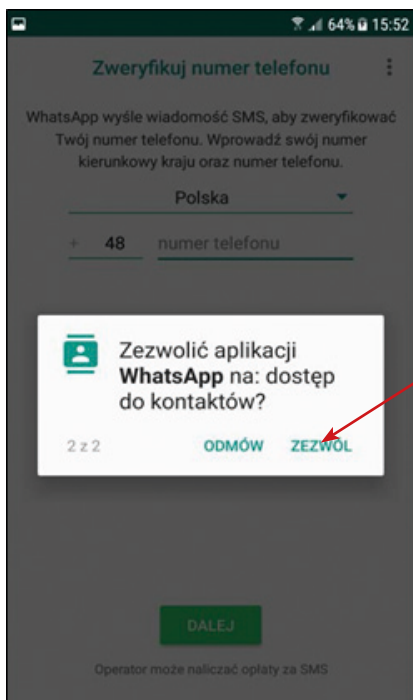 64% 15:52
Zweryfikuj numer telefonu
WhatsApp wyśle wiadomość SMS, aby zweryfikować
Twój numer telefonu. Wprowadź swój numer
kierunkowy kraju oraz numer telefonu.
Polska
+ 48 numer telefonu
Zezwolić aplikacji
WhatsApp na: dostęp
do kontaktów?
2 z 2 ODMÓW ZEZWÓL
DALEJ
Operator może naliczać opłaty za SMS